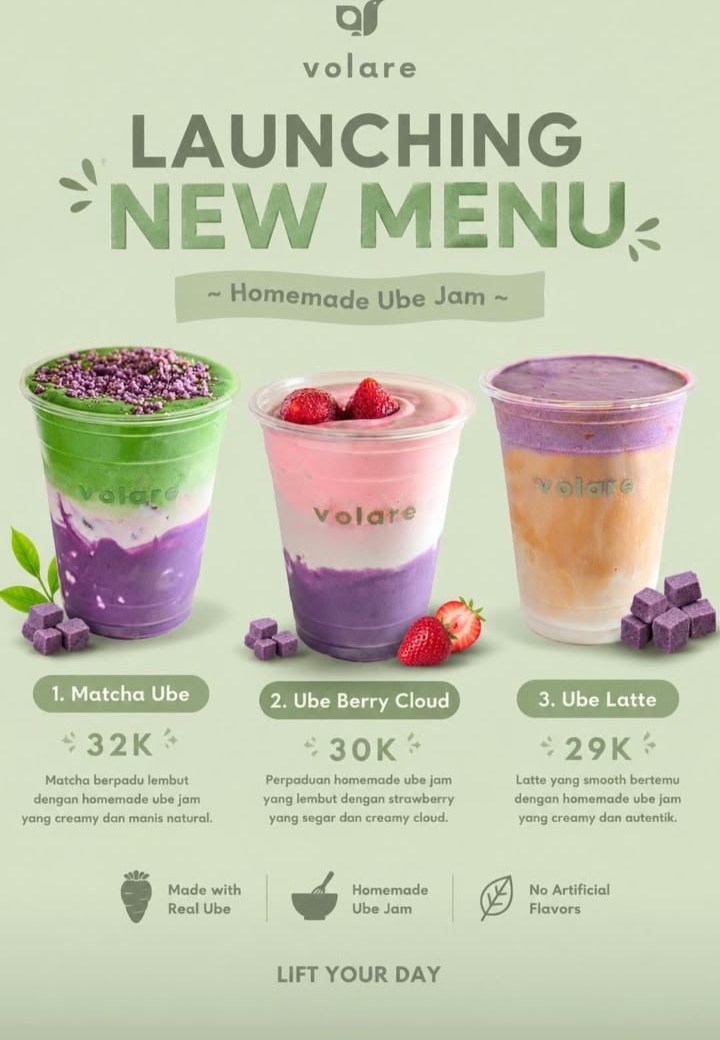 volare
LAUNCHING
NEW MENU
~ Homemade Ube Jam ~
volare
volare
volare
1. Matcha Ube
32K
Matcha berpadu lembut
dengan homemade ube jam
yang creamy dan manis natural.
2. Ube Berry Cloud
30K
Perpaduan homemade ube jam
yang lembut dengan strawberry
yang segar dan creamy cloud.
3. Ube Latte
29K
Latte yang smooth bertemu
dengan homemade ube jam
yang creamy dan autentik.
Made with
Real Ube
Homemade
Ube Jam
No Artificial
Flavors
LIFT YOUR DAY